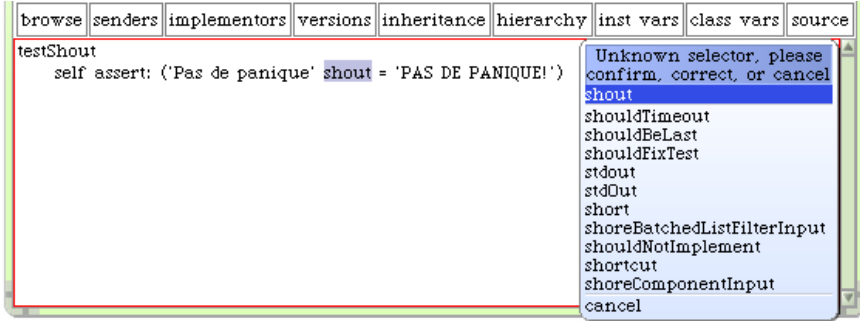 browse senders implementors versions inheritance hierarchy inst vars class vars source
testShout
self assert: ('Pas de panique' shout = 'PAS DE PANIQUE!')
Unknown selector, please
confirm, correct, or cancel
shout
shouldTimeout
shouldBeLast
shouldFixTest
stdout
stdOut
short
shoreBatchedListFilterInput
shouldNotImplement
shortcut
shoreComponentInput
cancel